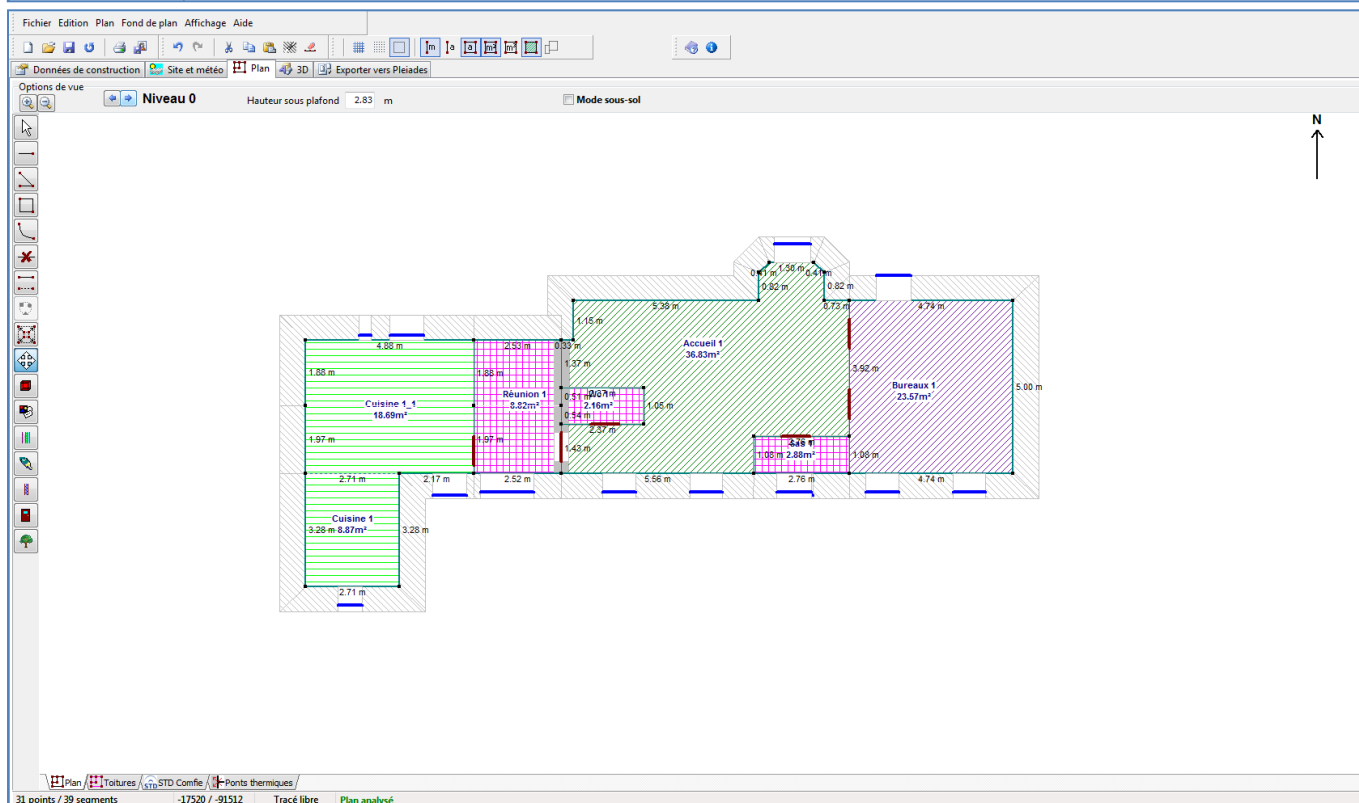 Fichier Edition Plan Fond de plan Affichage Aide
Données de construction Site et météo Plan 3D Exporter vers Pleiades
Options de vue
Niveau 0 Hauteur sous plafond 2.83 m Mode sous-sol
N
1.30 m
0.41m
0.82 m 0.82 m
5.38 m 0.73 m 4.74 m
1.15 m
4.88 m 2.53 m 0.33 m
Accueil 1
36.83m²
1.37 m
3.92 m
1.88 m 1.88 m
Bureaux 1
23.57m²
5.00 m
Réunion 1
8.82m²
0.51
2.16m²
1.05 m
Cuisine 1_1
18.69m²
0.54
2.37 m
1.97 m 1.97 m 1.43 m
1.08 m 2.88m² 1.08 m
2.71 m 2.17 m 2.52 m 5.56 m 2.76 m 4.74 m
Cuisine 1
3.28 m 8.87m² 3.28 m
2.71 m
Plan Toitures STD Comfie Ponts thermiques
31 points / 39 segments -17520 / -91512 Tracé libre Plan analysé